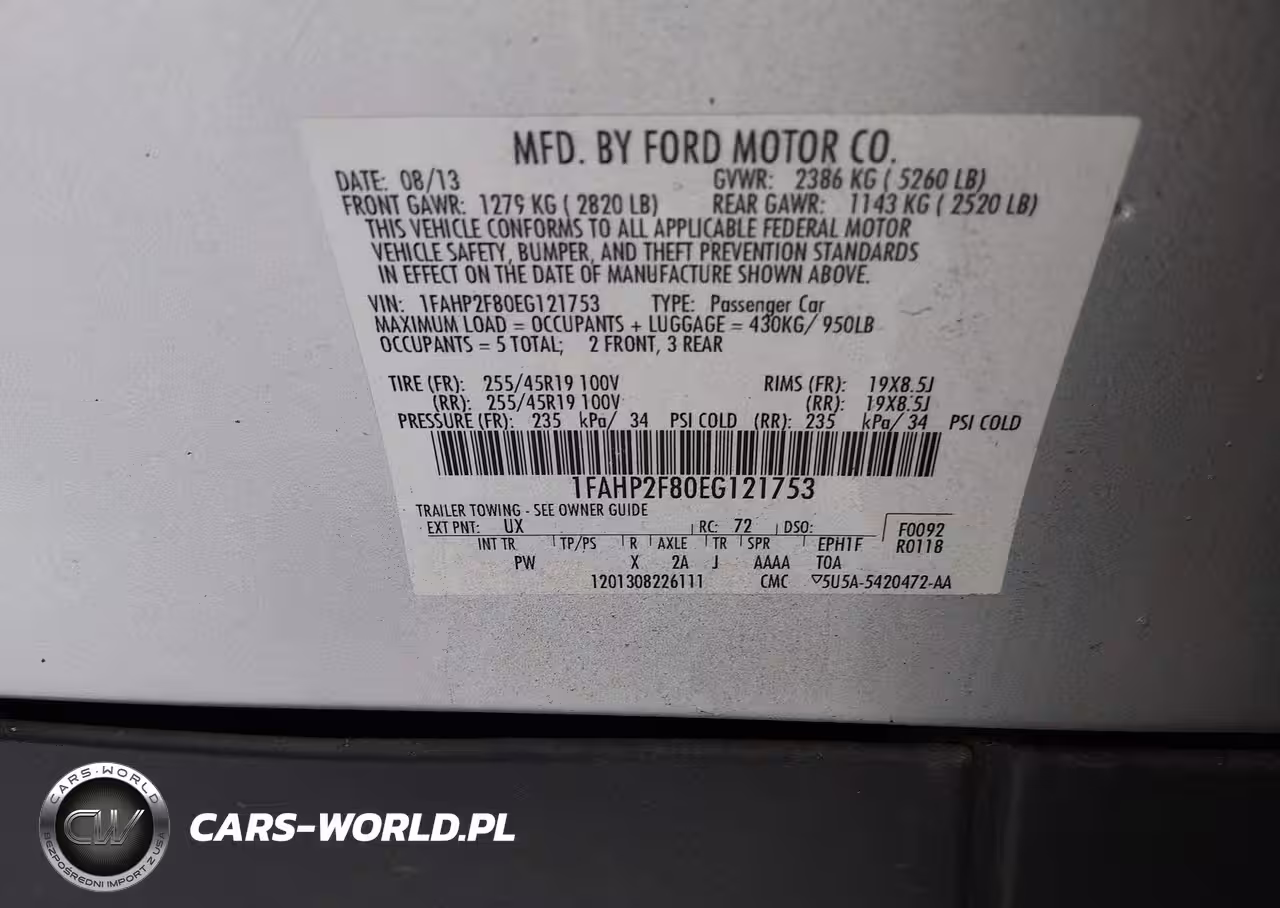 MFD. BY FORD MOTOR CO.
DATE: 08/13 GVWR: 2386 KG ( 5260 LB)
FRONT GAWR: 1279 KG ( 2820 LB) REAR GAWR: 1143 KG ( 2520 LB)
THIS VEHICLE CONFORMS TO ALL APPLICABLE FEDERAL MOTOR
VEHICLE SAFETY, BUMPER, AND THEFT PREVENTION STANDARDS
IN EFFECT ON THE DATE OF MANUFACTURE SHOWN ABOVE.
VIN: 1FAHP2F80EG121753 TYPE: Passenger Car
MAXIMUM LOAD = OCCUPANTS + LUGGAGE = 430KG/ 950LB
OCCUPANTS = 5 TOTAL; 2 FRONT, 3 REAR
TIRE (FR): 255/45R19 100V RIMS (FR): 19X8.5J
(RR): 255/45R19 100V (RR): 19X8.5J
PRESSURE (FR): 235 kPa/ 34 PSI COLD (RR): 235 kPa/ 34 PSI COLD
1FAHP2F80EG121753
TRAILER TOWING - SEE OWNER GUIDE
EXT PNT: UX RC: 72 DSO: F0092
INT TR TP/PS R AXLE TR SPR EPH1F R0118
PW X 2A J AAAA TOA
1201308226111 CMC ▽5U5A-5420472-AA
CARS-WORLD
CW
BEZPOŚREDNI IMPORT Z USA
CARS-WORLD.PL